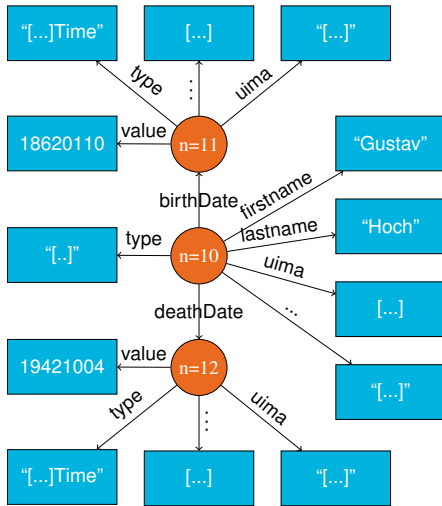 “[...]Time”
[...]
“[...]”
type
...
uima
18620110
value
n=11
“Gustav”
birthDate
firstname
“Hoch”
lastname
“[..]”
type
n=10
uima
[...]
...
deathDate
“[...]”
19421004
value
n=12
type
...
uima
“[...]Time”
[...]
“[...]”